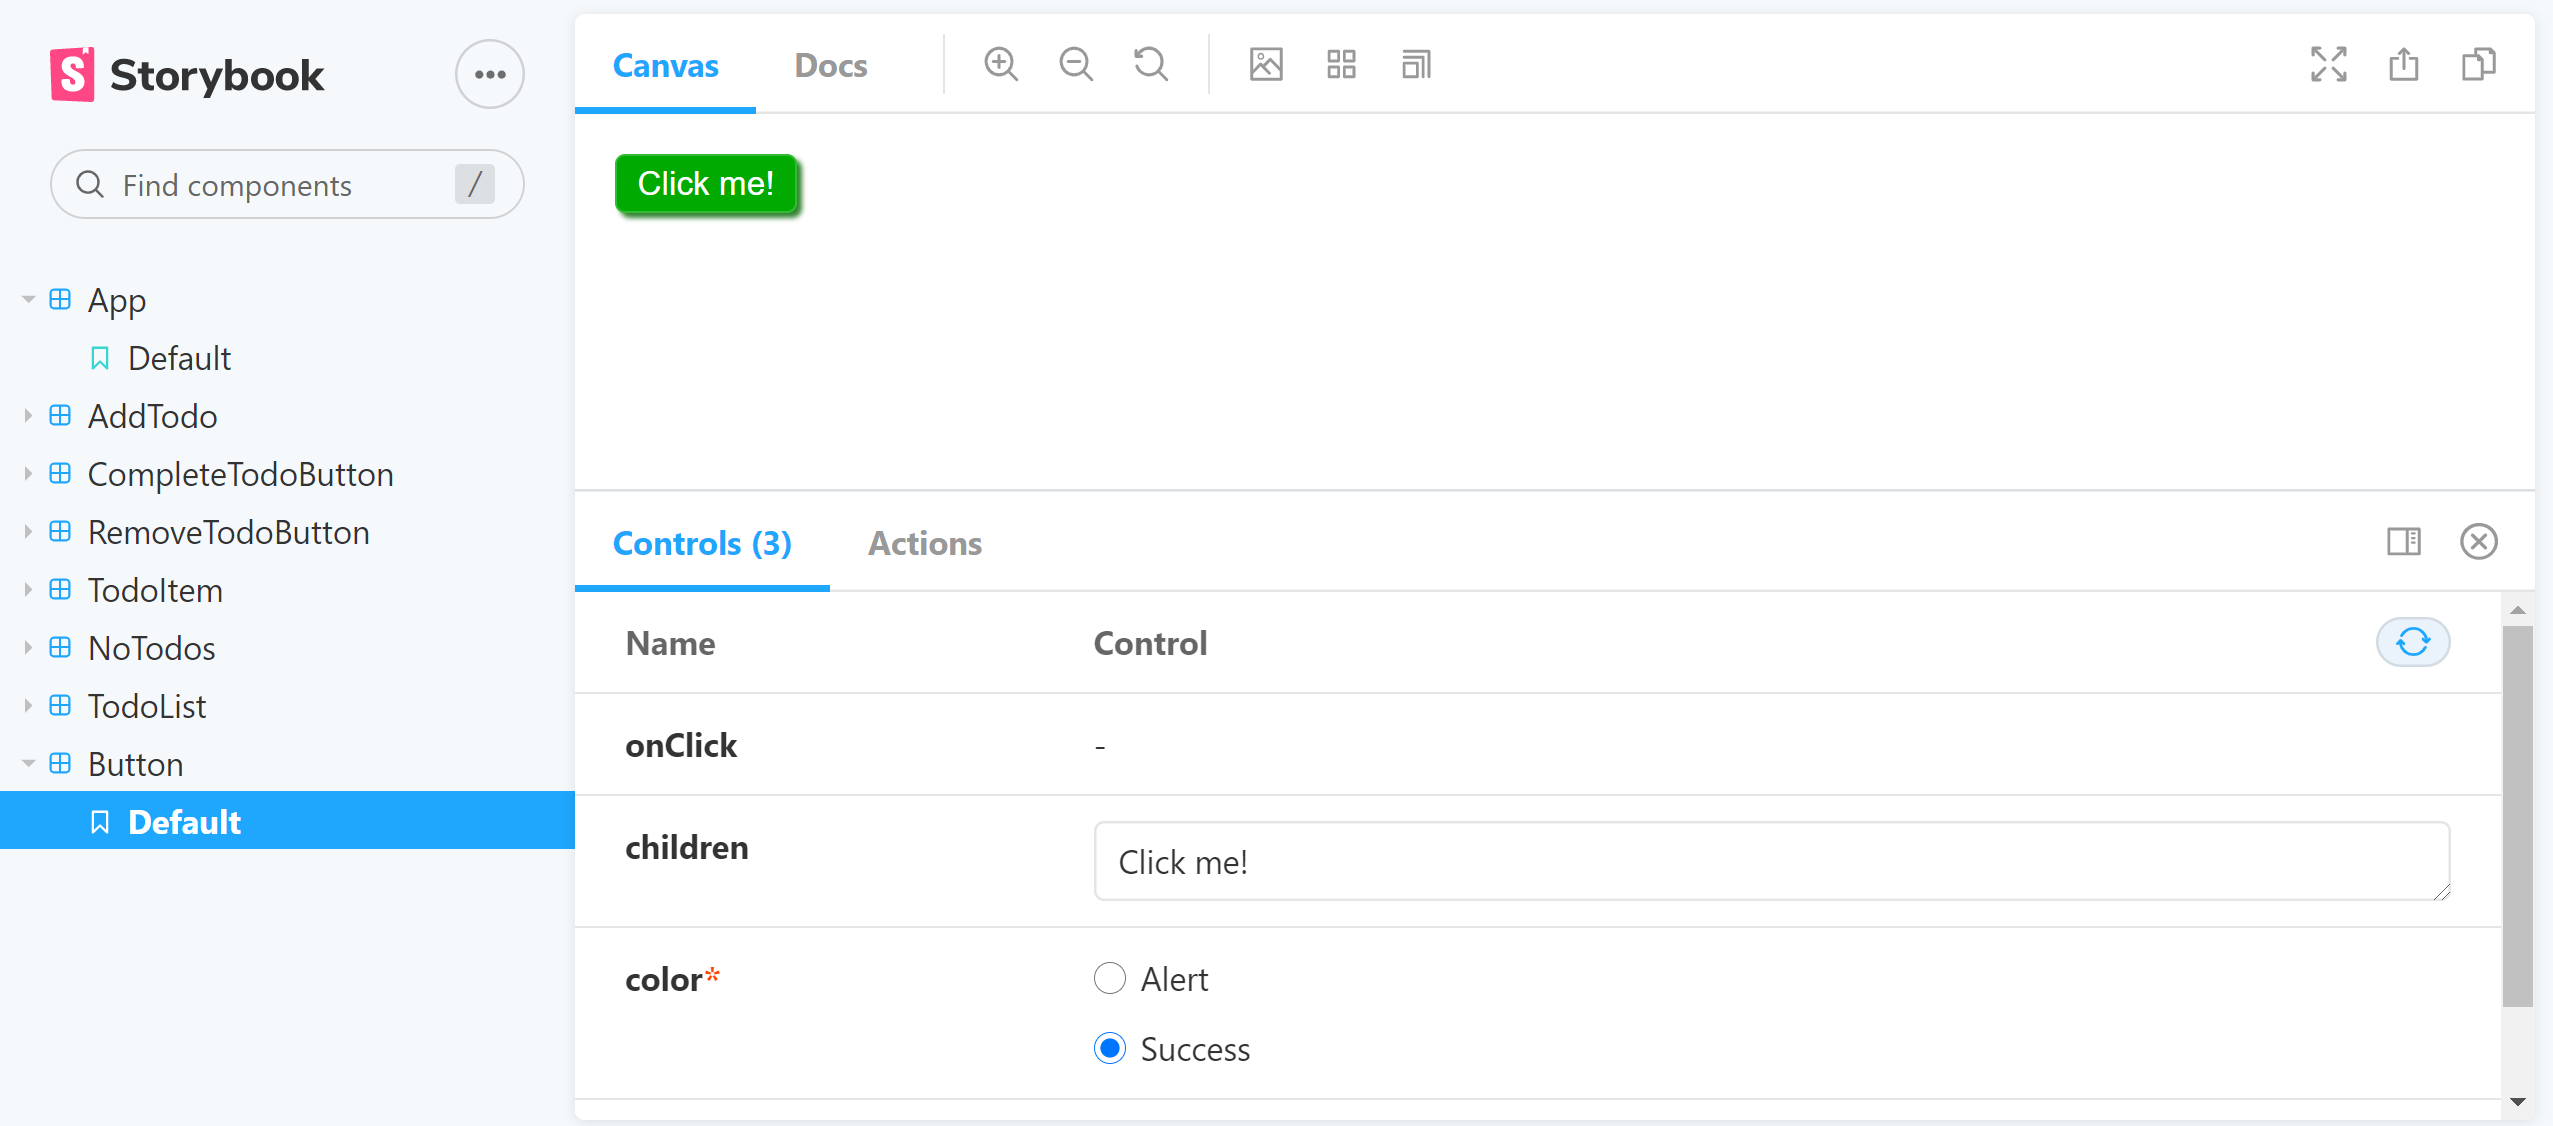 Storybook
Find components
/
App
Default
AddTodo
CompleteTodoButton
RemoveTodoButton
TodoItem
NoTodos
TodoList
Button
Default
Canvas Docs
Click me!
Controls (3) Actions
Name Control
onClick -
children Click me!
color* Alert
Success